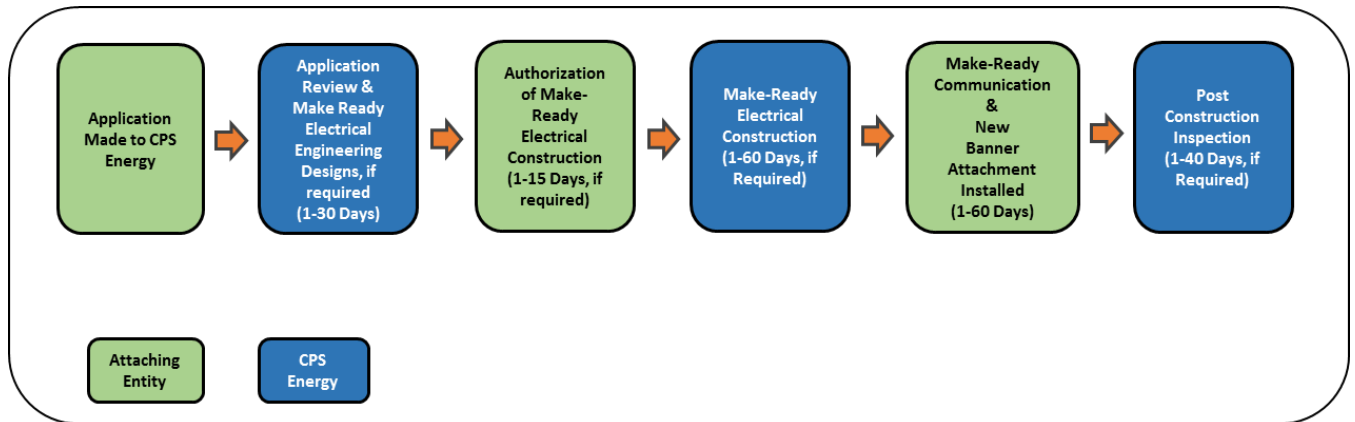 Application
Made to CPS
Energy
Application
Review &
Make Ready
Electrical
Engineering
Designs, if
required
(1-30 Days)
Authorization
of Make-
Ready
Electrical
Construction
(1-15 Days, if
required)
Make-Ready
Electrical
Construction
(1-60 Days, if
Required)
Make-Ready
Communication
&
New
Banner
Attachment
Installed
(1-60 Days)
Post
Construction
Inspection
(1-40 Days, if
Required)
Attaching
Entity
CPS
Energy